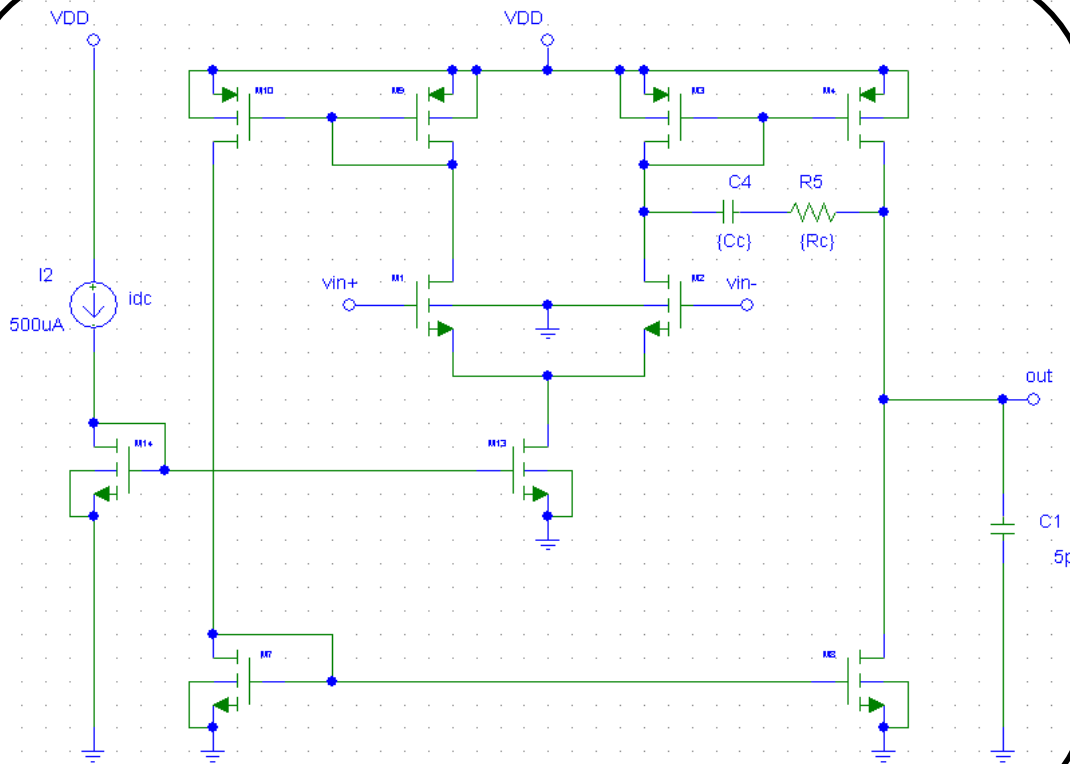 VDD
VDD
M10
M9
M3
M4
C4
R5
{Cc}
{Rc}
I2
idc
500uA
vin+
M1
M2
vin-
out
M14
M13
C1
5p
M7